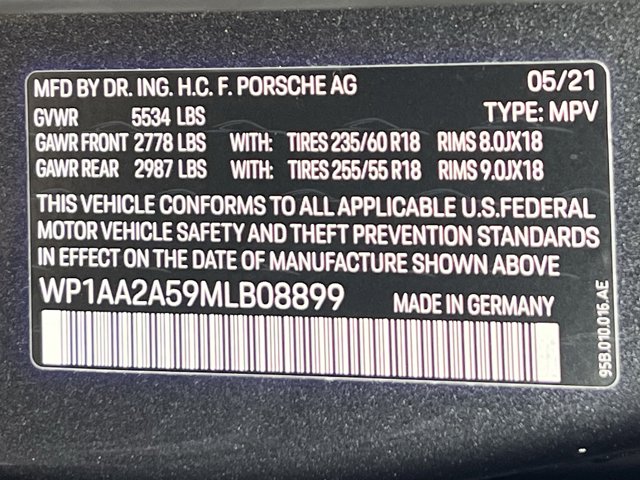 MFD BY DR. ING. H.C. F. PORSCHE AG 05/21
GVWR 5534 LBS TYPE: MPV
GAWR FRONT 2778 LBS WITH: TIRES 235/60 R18 RIMS 8.0JX18
GAWR REAR 2987 LBS WITH: TIRES 255/55 R18 RIMS 9.0JX18
THIS VEHICLE CONFORMS TO ALL APPLICABLE U.S.FEDERAL
MOTOR VEHICLE SAFETY AND THEFT PREVENTION STANDARDS
IN EFFECT ON THE DATE OF MANUFACTURE SHOWN ABOVE
WP1AA2A59MLB08899 MADE IN GERMANY
95B.010.016.AE